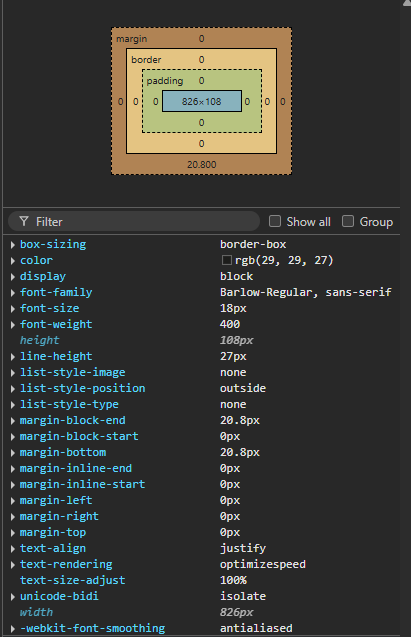 margin 0
border 0
padding 0
0 0 0 826×108 0 0 0
0
0
20.800
Filter Show all Group
box-sizing border-box
color rgb(29, 29, 27)
display block
font-family Barlow-Regular, sans-serif
font-size 18px
font-weight 400
height 108px
line-height 27px
list-style-image none
list-style-position outside
list-style-type none
margin-block-end 20.8px
margin-block-start 0px
margin-bottom 20.8px
margin-inline-end 0px
margin-inline-start 0px
margin-left 0px
margin-right 0px
margin-top 0px
text-align justify
text-rendering optimizespeed
text-size-adjust 100%
unicode-bidi isolate
width 826px
-webkit-font-smoothing antialiased